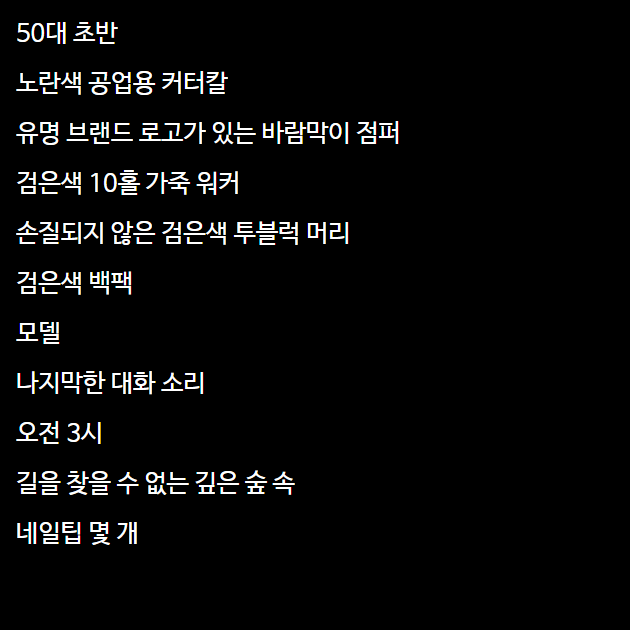 50대 초반
노란색 공업용 커터칼
유명 브랜드 로고가 있는 바람막이 점퍼
검은색 10홀 가죽 워커
손질되지 않은 검은색 투블럭 머리
검은색 백팩
모델
나지막한 대화 소리
오전 3시
길을 찾을 수 없는 깊은 숲 속
네일팁 몇 개